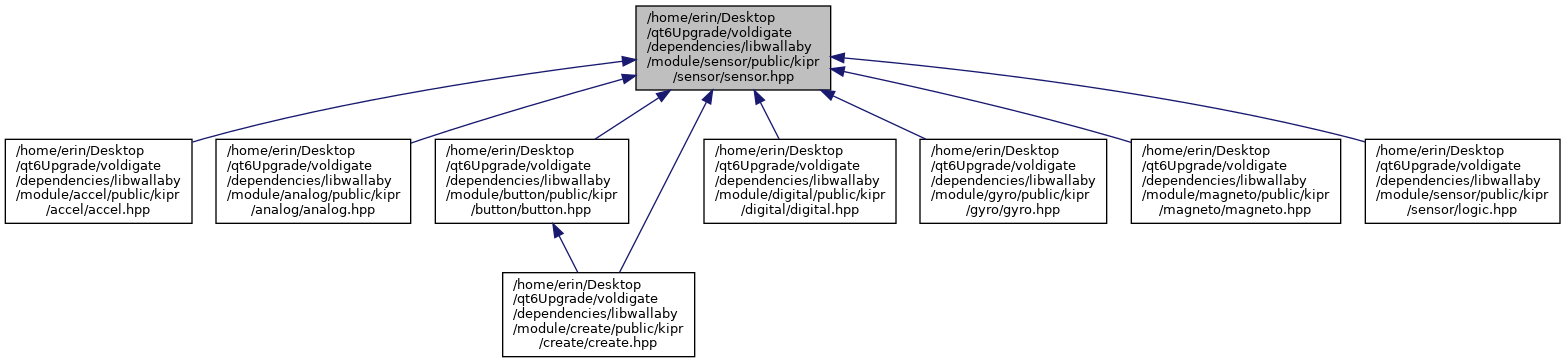 /home/erin/Desktop
/qt6Upgrade/voldigate
/dependencies/libwallaby
/module/sensor/public/kipr
/sensor/sensor.hpp
/home/erin/Desktop
/qt6Upgrade/voldigate
/dependencies/libwallaby
/module/accel/public/kipr
/accel/accel.hpp
/home/erin/Desktop
/qt6Upgrade/voldigate
/dependencies/libwallaby
/module/analog/public/kipr
/analog/analog.hpp
/home/erin/Desktop
/qt6Upgrade/voldigate
/dependencies/libwallaby
/module/button/public/kipr
/button/button.hpp
/home/erin/Desktop
/qt6Upgrade/voldigate
/dependencies/libwallaby
/module/digital/public/kipr
/digital/digital.hpp
/home/erin/Desktop
/qt6Upgrade/voldigate
/dependencies/libwallaby
/module/gyro/public/kipr
/gyro/gyro.hpp
/home/erin/Desktop
/qt6Upgrade/voldigate
/dependencies/libwallaby
/module/magneto/public/kipr
/magneto/magneto.hpp
/home/erin/Desktop
/qt6Upgrade/voldigate
/dependencies/libwallaby
/module/sensor/public/kipr
/sensor/logic.hpp
/home/erin/Desktop
/qt6Upgrade/voldigate
/dependencies/libwallaby
/module/create/public/kipr
/create/create.hpp